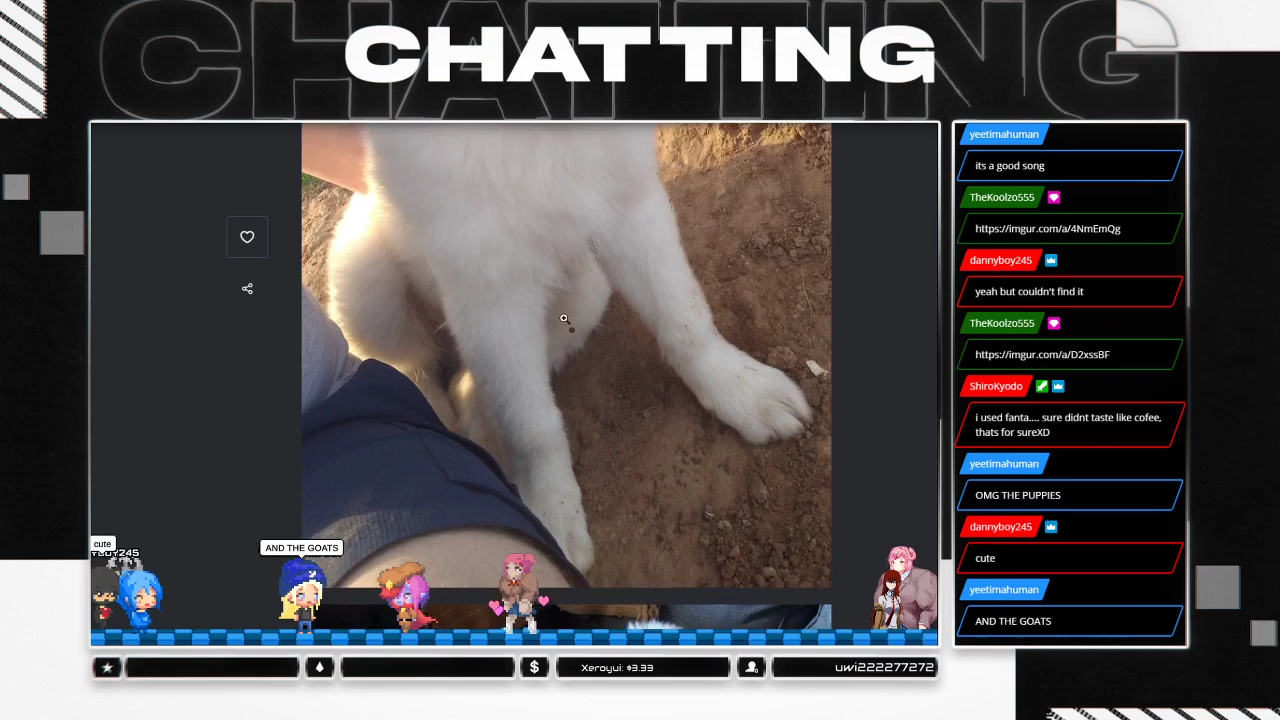 CHATTING
CHATTING
yeetimahuman
its a good song
TheKoolzo555
https://imgur.com/a/4NmEmQg
dannyboy245
yeah but couldn't find it
TheKoolzo555
https://imgur.com/a/D2xssBF
ShiroKyodo
i used fanta.... sure didnt taste like cofee,
thats for sureXD
yeetimahuman
OMG THE PUPPIES
dannyboy245
cute
yeetimahuman
AND THE GOATS
cute
AND THE GOATS
$
Xeroyui: $3.33
uwi222277272